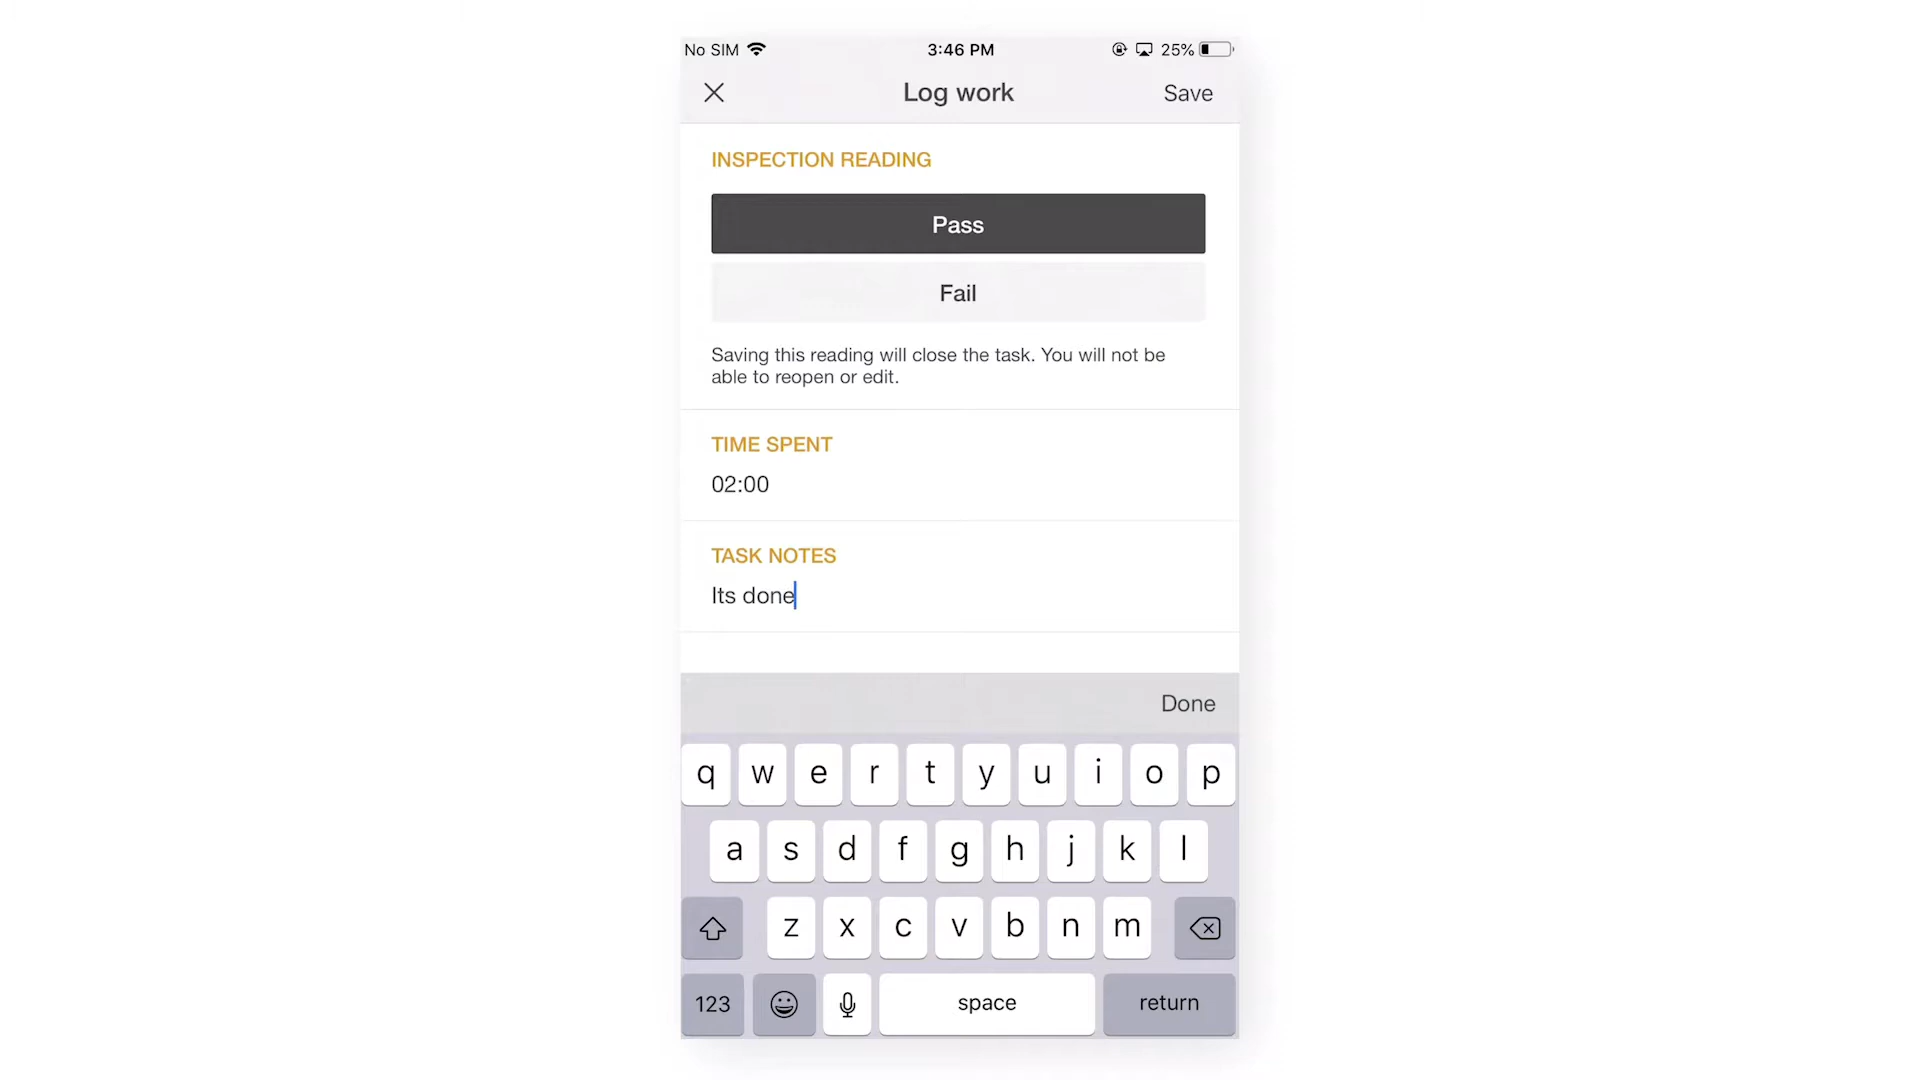 No SIM 3:46 PM 25%
Log work Save
INSPECTION READING
Pass
Fail
Saving this reading will close the task. You will not be
able to reopen or edit.
TIME SPENT
02:00
TASK NOTES
Its done
Done
q w e r t y u i o p
a s d f g h j k l
z x c v b n m
123 space return